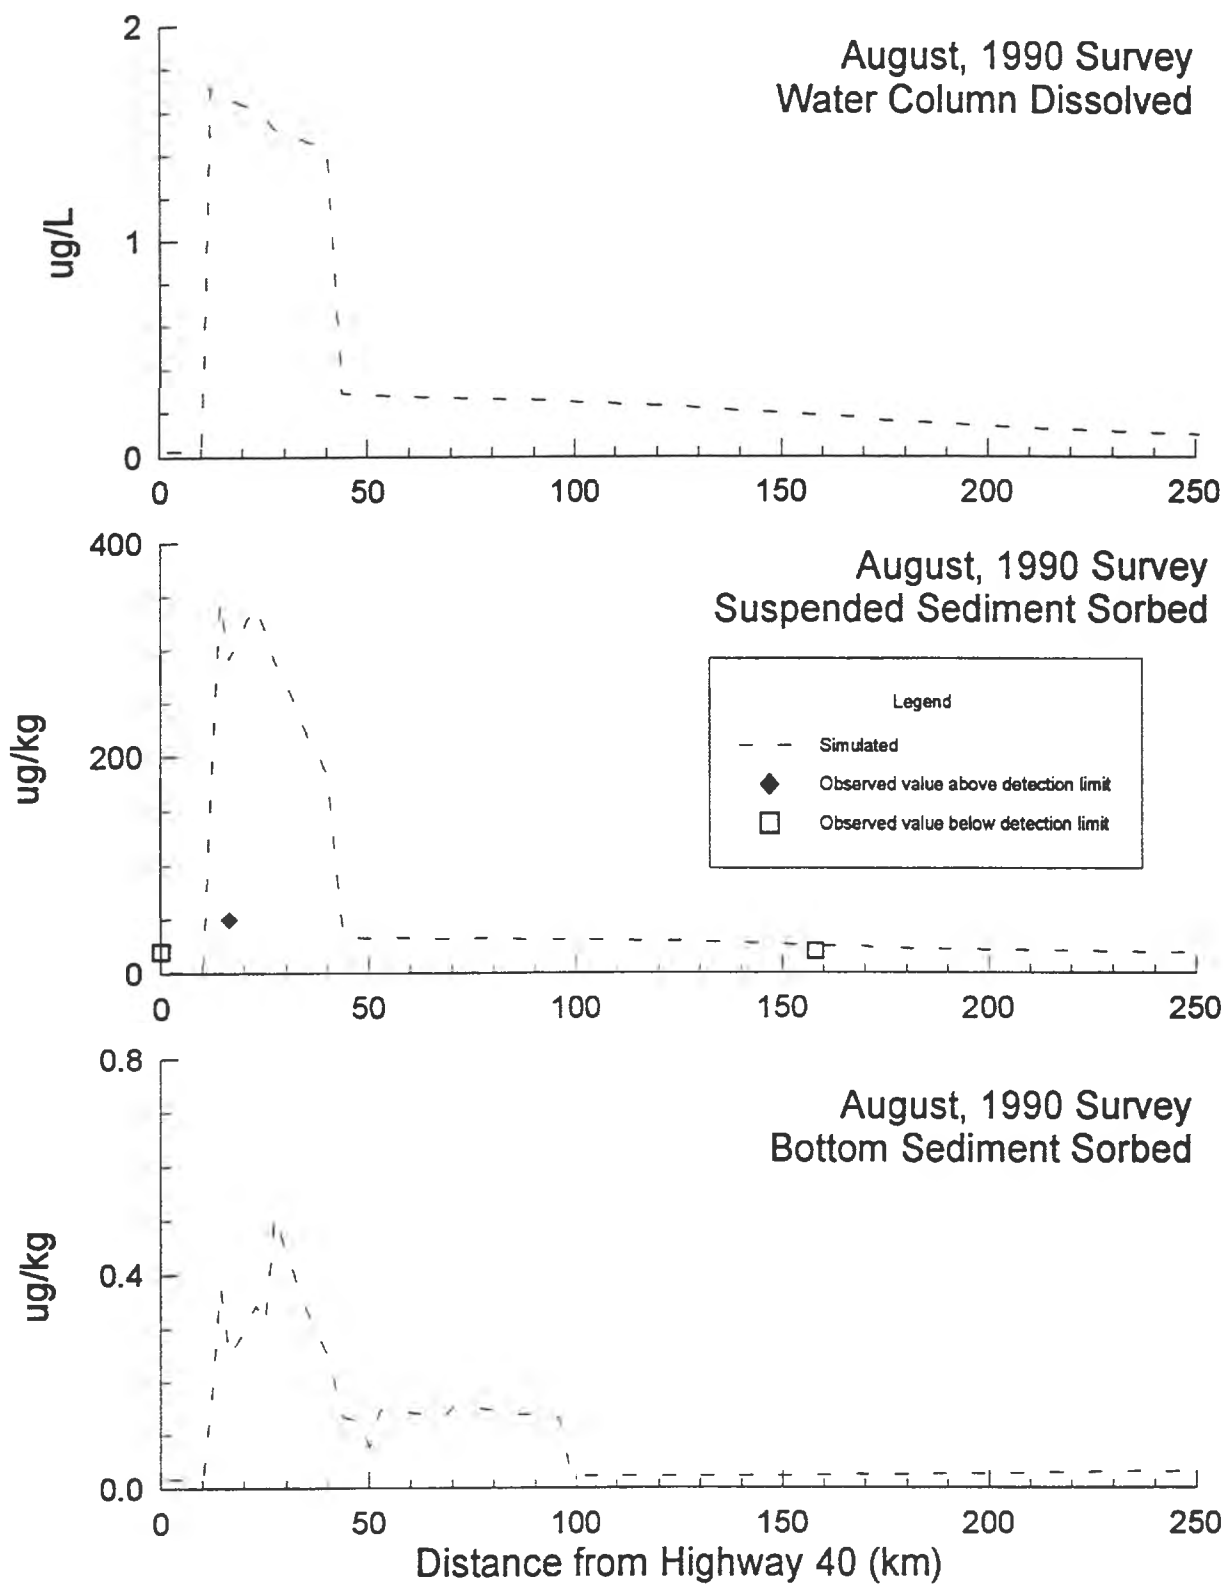 August, 1990 Survey
Water Column Dissolved
ug/L
2
1
0
0 50 100 150 200 250
August, 1990 Survey
Suspended Sediment Sorbed
ug/kg
400
200
0
Legend
Simulated
Observed value above detection limit
Observed value below detection limit
0 50 100 150 200 250
August, 1990 Survey
Bottom Sediment Sorbed
ug/kg
0.8
0.4
0.0
0 50 100 150 200 250
Distance from Highway 40 (km)